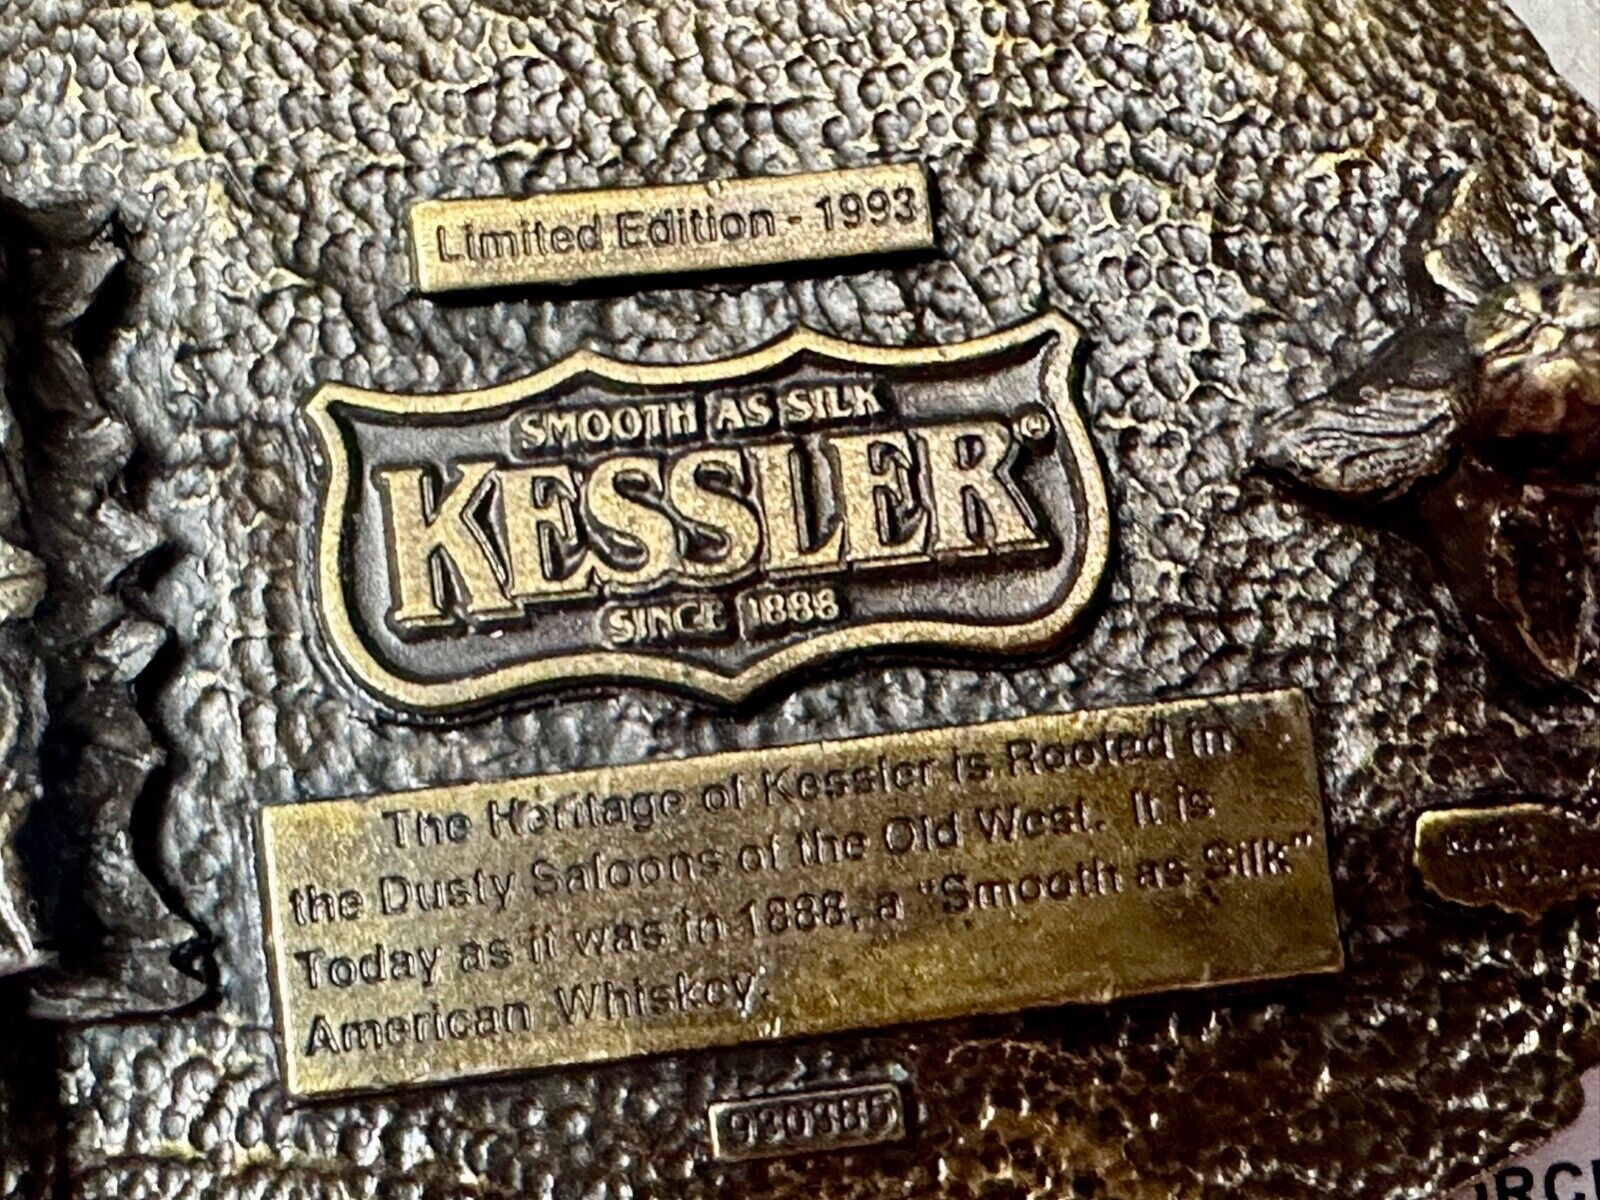 Limited Edition - 1993
SMOOTH AS SILK
KESSLER®
SINCE 1888
The Heritage of Kessler is Rooted in
the Dusty Saloons of the Old West. It is
Today as it was in 1888, a "Smooth as Silk"
American Whiskey.